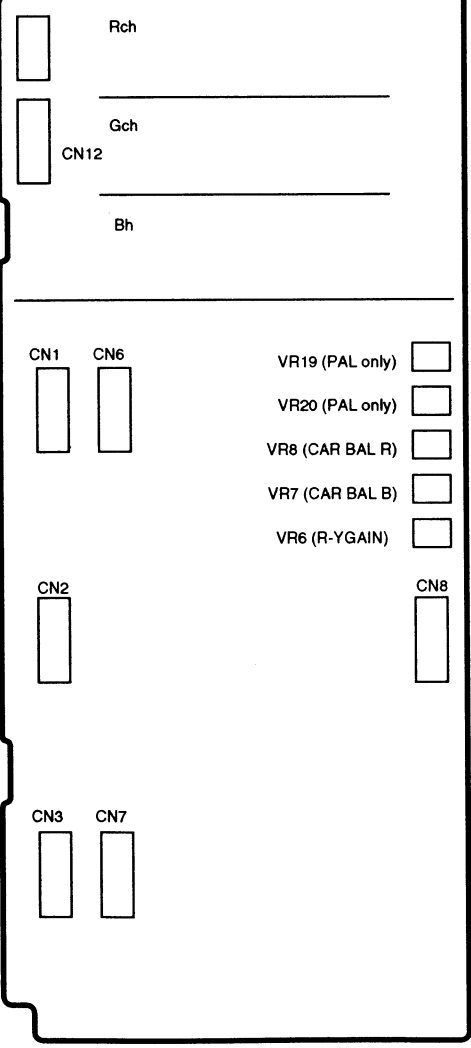 Rch
Gch
CN12
Bh
CN1 CN6
VR19 (PAL only)
VR20 (PAL only)
VR8 (CAR BAL R)
VR7 (CAR BAL B)
VR6 (R-YGAIN)
CN2 CN8
CN3 CN7